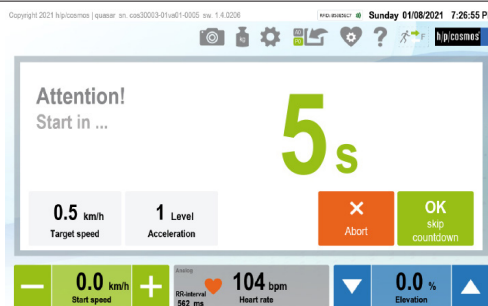 Copyright 2021 h/p/cosmos | quasar sn. cos30003-01va01-0005 sw. 1.4.0206
Sunday 01/08/2021 7:26:55 P
h/p/cosmos
Attention!
Start in ...
5 s
0.5 km/h
Target speed
1 Level
Acceleration
Abort
OK
skip
countdown
0.0 km/h
Start speed
Analog
RR-interval
562 ms
104 bpm
Heart rate
0.0 %
Elevation